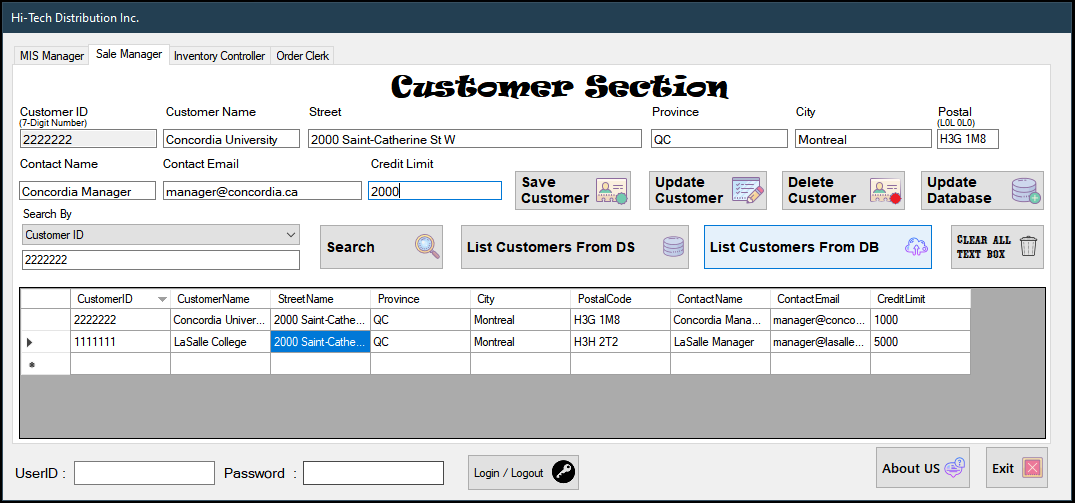 Hi-Tech Distribution Inc.
MIS Manager Sale Manager Inventory Controller Order Clerk
Customer Section
Customer ID Customer Name Street Province City Postal
(7-Digit Number) (L0L 0L0)
2222222 Concordia University 2000 Saint-Catherine St W QC Montreal H3G 1M8
Contact Name Contact Email Credit Limit
Concordia Manager manager@concordia.ca 2000
Save Customer Update Customer Delete Customer Update Database
Search By
Customer ID
2222222
Search List Customers From DS List Customers From DB CLEAR ALL TEXT BOX
CustomerID CustomerName StreetName Province City PostalCode ContactName ContactEmail CreditLimit
2222222 Concordia Univer... 2000 Saint-Cathe... QC Montreal H3G 1M8 Concordia Mana... manager@conco... 1000
1111111 LaSalle College 2000 Saint-Cathe... QC Montreal H3H 2T2 LaSalle Manager manager@lasalle... 5000
UserID : Password : Login / Logout About US Exit